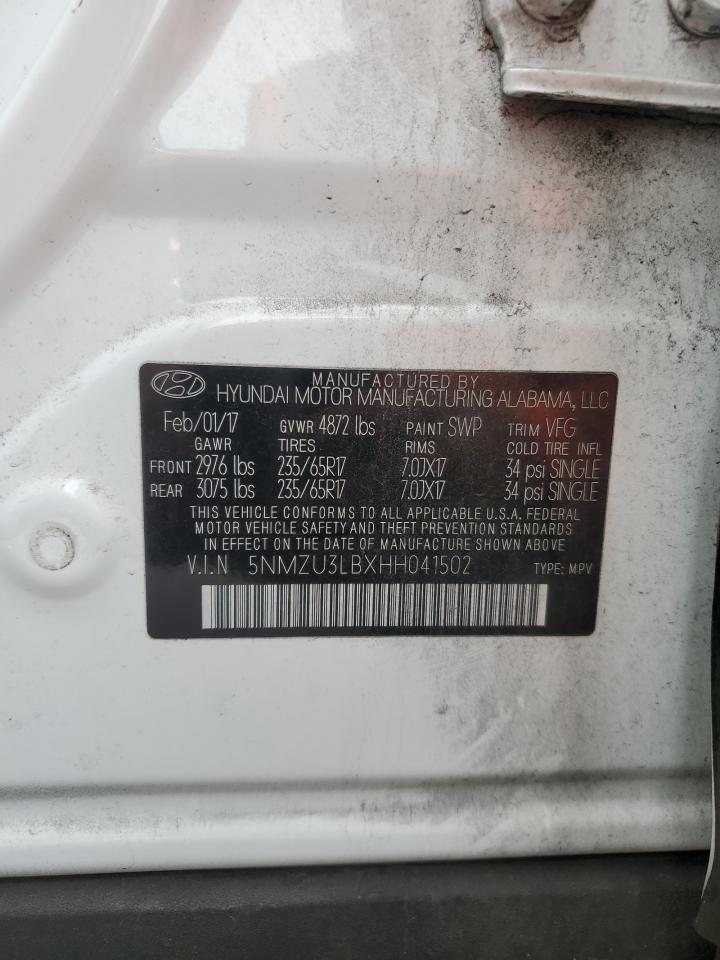 MANUFACTURED BY
HYUNDAI MOTOR MANUFACTURING ALABAMA, LLC
Feb/01/17 GVWR 4872 lbs PAINT SWP TRIM VFG
GAWR TIRES RIMS COLD TIRE INFL
FRONT 2976 lbs 235/65R17 7.0JX17 34 psi SINGLE
REAR 3075 lbs 235/65R17 7.0JX17 34 psi SINGLE
THIS VEHICLE CONFORMS TO ALL APPLICABLE U.S.A. FEDERAL
MOTOR VEHICLE SAFETY AND THEFT PREVENTION STANDARDS
IN EFFECT ON THE DATE OF MANUFACTURE SHOWN ABOVE
V.I.N 5NMZU3LBXHH041502 TYPE: MPV